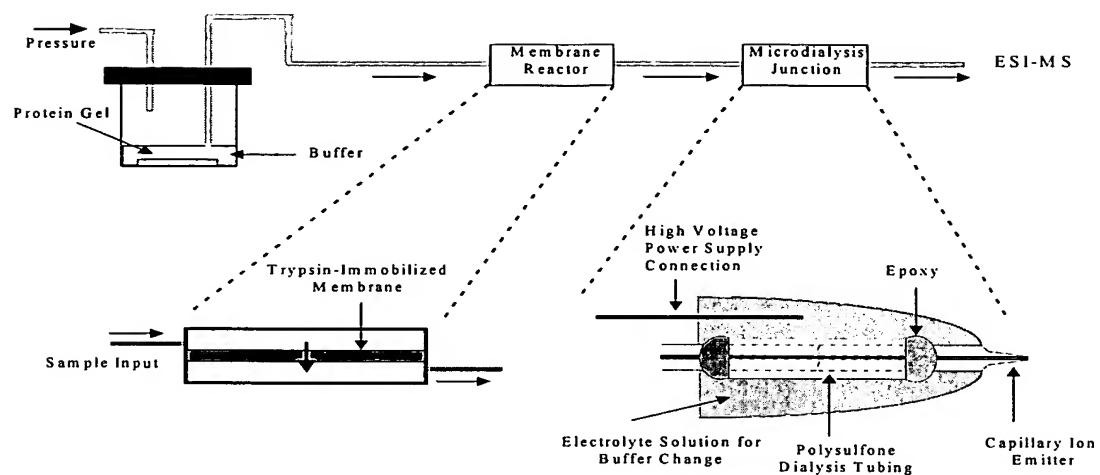 Pressure
Protein Gel
Buffer
Membrane
Reactor
Microdialysis
Junction
ESI-MS
Trypsin-Immobilized
Membrane
Sample Input
High Voltage
Power Supply
Connection
Epoxy
Electrolyte Solution for
Buffer Change
Polysulfone
Dialysis Tubing
Capillary Ion
Emitter